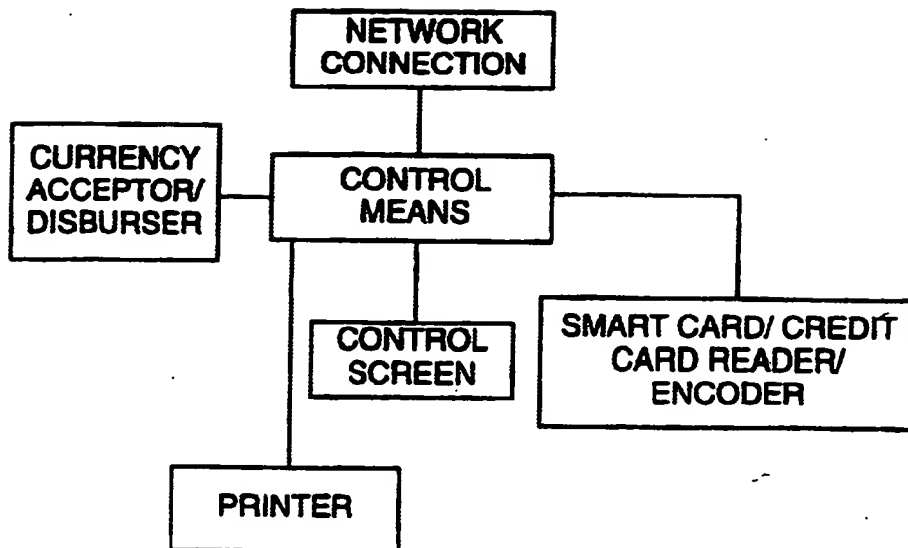 NETWORK
CONNECTION
CURRENCY
ACCEPTOR/
DISBURSER
CONTROL
MEANS
CONTROL
SCREEN
SMART CARD/ CREDIT
CARD READER/
ENCODER
PRINTER